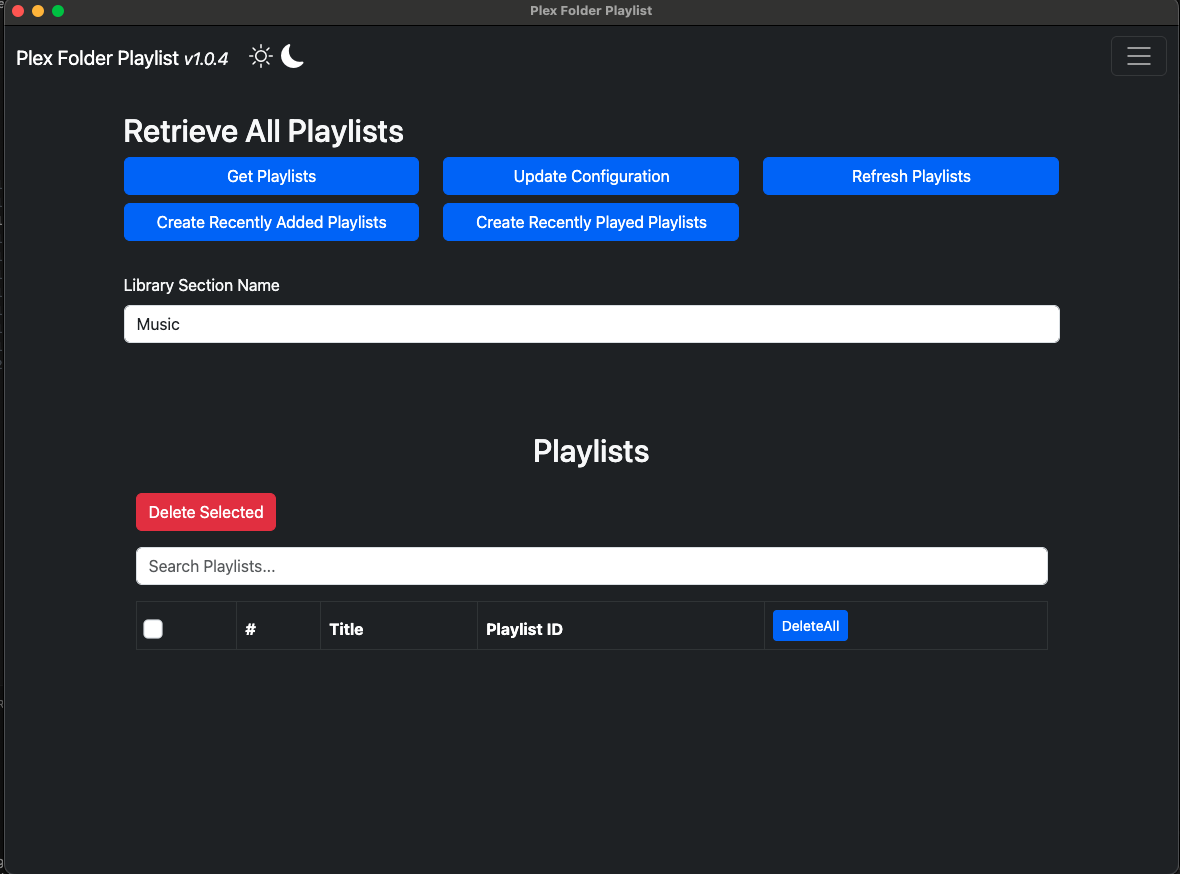 Plex Folder Playlist
Plex Folder Playlist v1.0.4
Retrieve All Playlists
Get Playlists
Update Configuration
Refresh Playlists
Create Recently Added Playlists
Create Recently Played Playlists
Library Section Name
Music
Playlists
Delete Selected
Search Playlists...
# Title Playlist ID DeleteAll